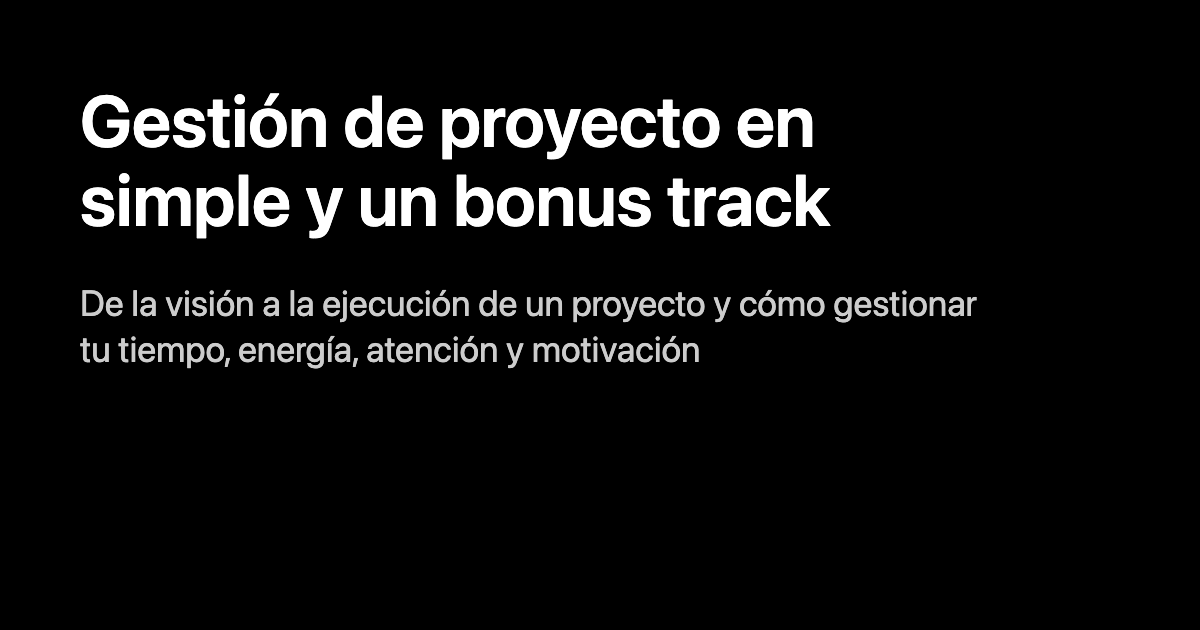 Gestión de proyecto en
simple y un bonus track
De la visión a la ejecución de un proyecto y cómo gestionar
tu tiempo, energía, atención y motivación